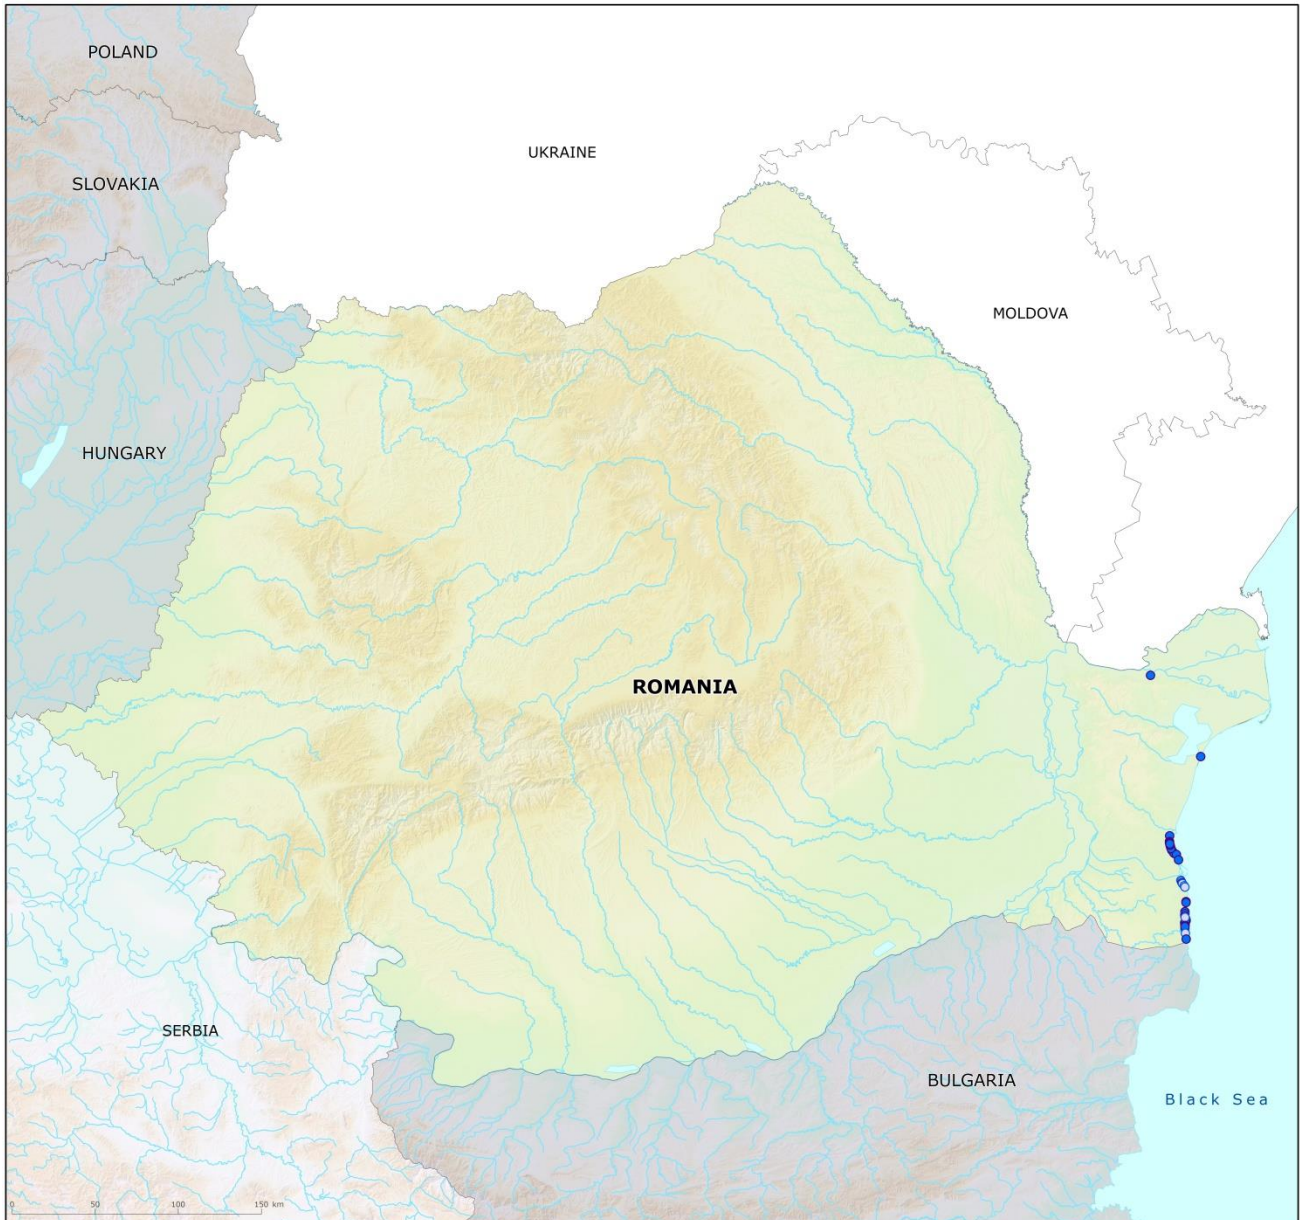 POLAND
UKRAINE
SLOVAKIA
MOLDOVA
HUNGARY
ROMANIA
SERBIA
BULGARIA
Black Sea
0 50 100 150 km